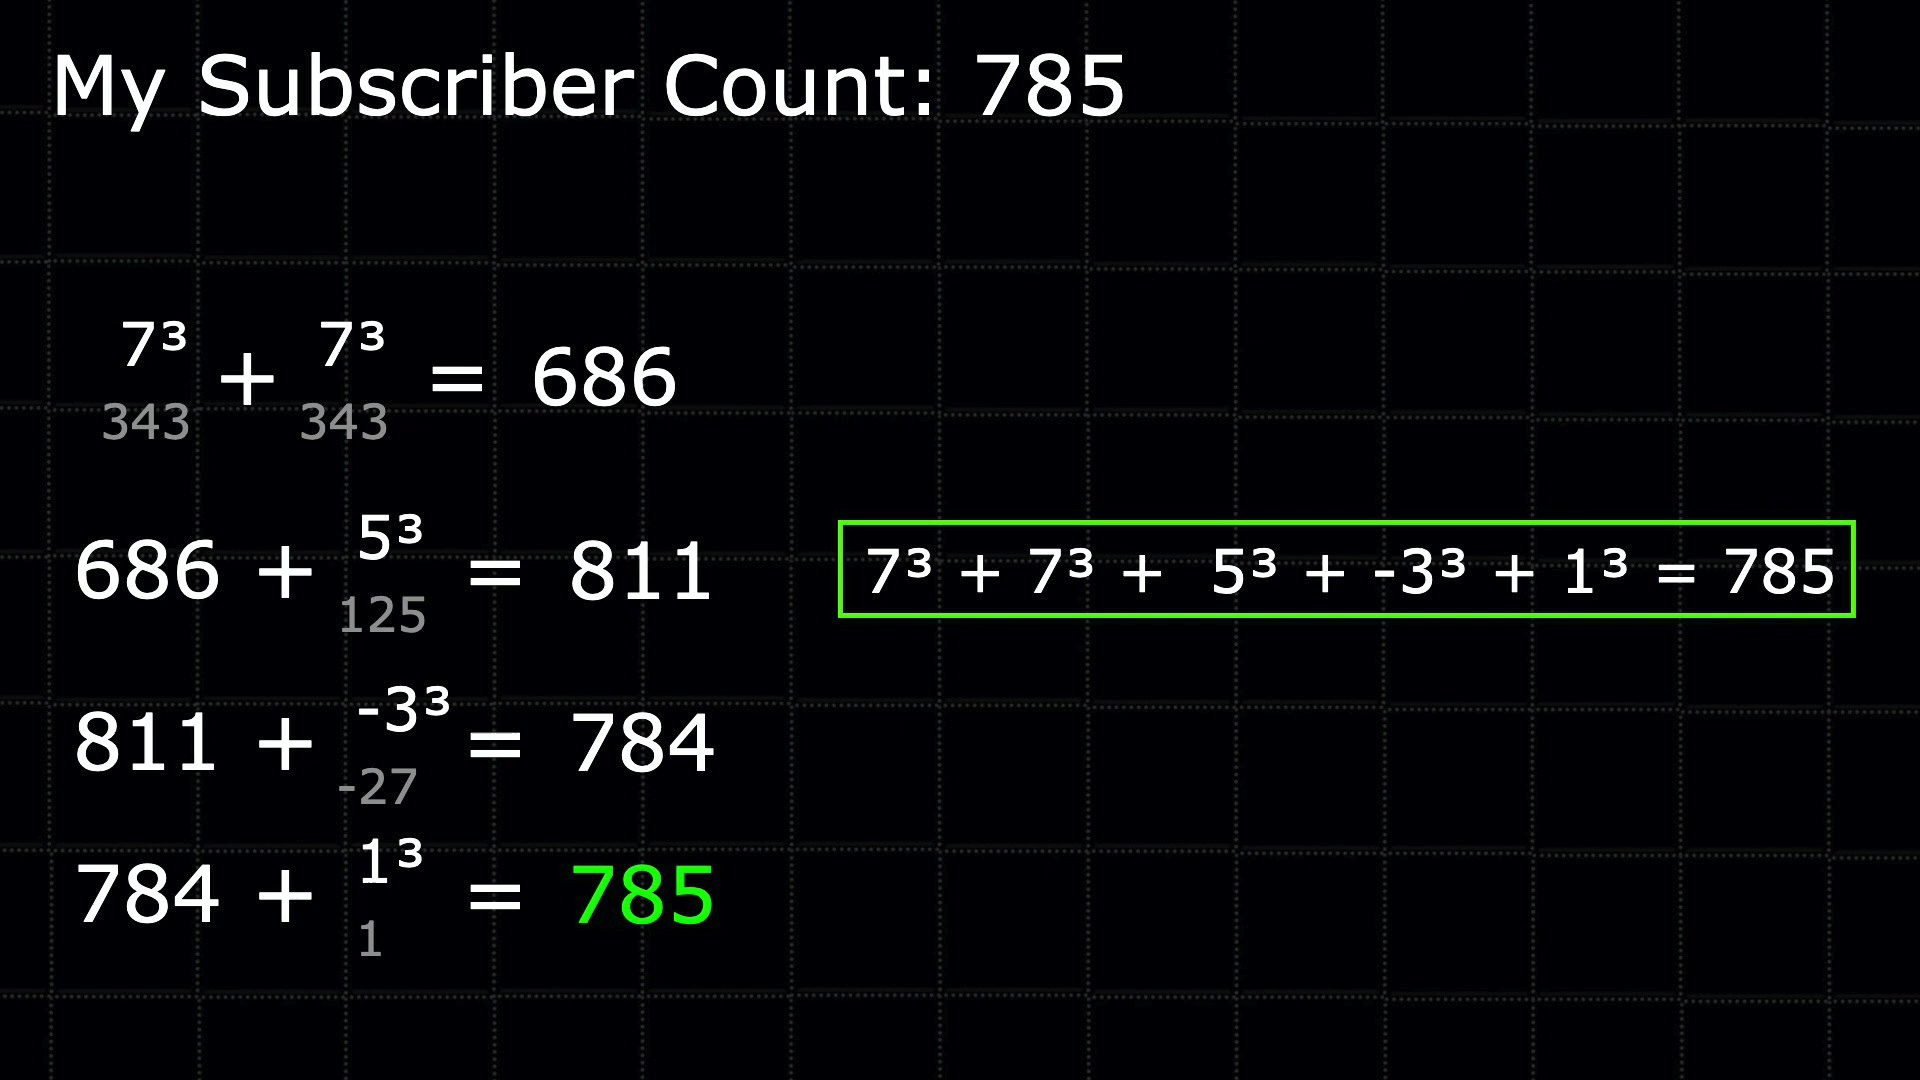 My Subscriber Count: 785
7³ + 7³ = 686
343 343
686 + 5³ = 811
125
7³ + 7³ + 5³ + -3³ + 1³ = 785
811 + -3³ = 784
-27
784 + 1³ = 785
1